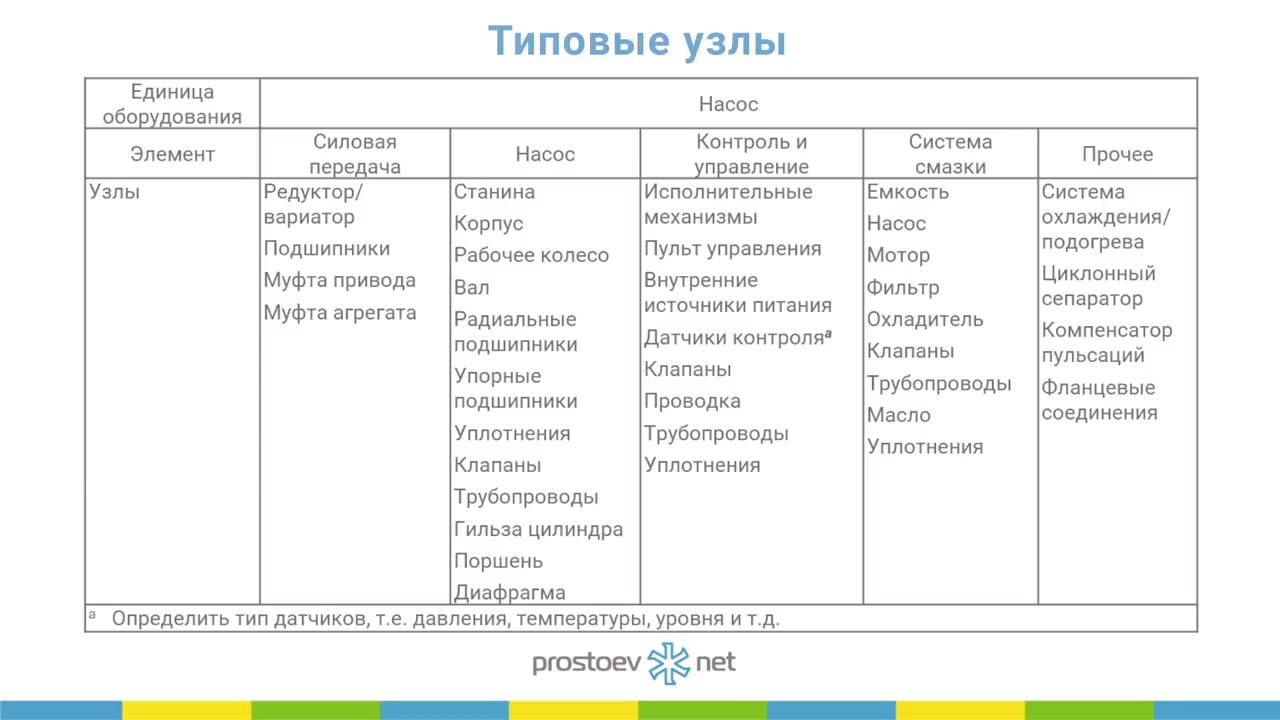 Типовые узлы
Единица
оборудования
Насос
Элемент
Силовая
передача
Насос
Контроль и
управление
Система
смазки
Прочее
Узлы
Редуктор/
вариатор
Подшипники
Муфта привода
Муфта агрегата
Станина
Корпус
Рабочее колесо
Вал
Радиальные
подшипники
Упорные
подшипники
Уплотнения
Клапаны
Трубопроводы
Гильза цилиндра
Поршень
Диафрагма
Исполнительные
механизмы
Пульт управления
Внутренние
источники питания
Датчики контроляª
Клапаны
Проводка
Трубопроводы
Уплотнения
Емкость
Насос
Мотор
Фильтр
Охладитель
Клапаны
Трубопроводы
Масло
Уплотнения
Система
охлаждения/
подогрева
Циклонный
сепаратор
Компенсатор
пульсаций
Фланцевые
соединения
ª Определить тип датчиков, т.е. давления, температуры, уровня и т.д.
prostoev net